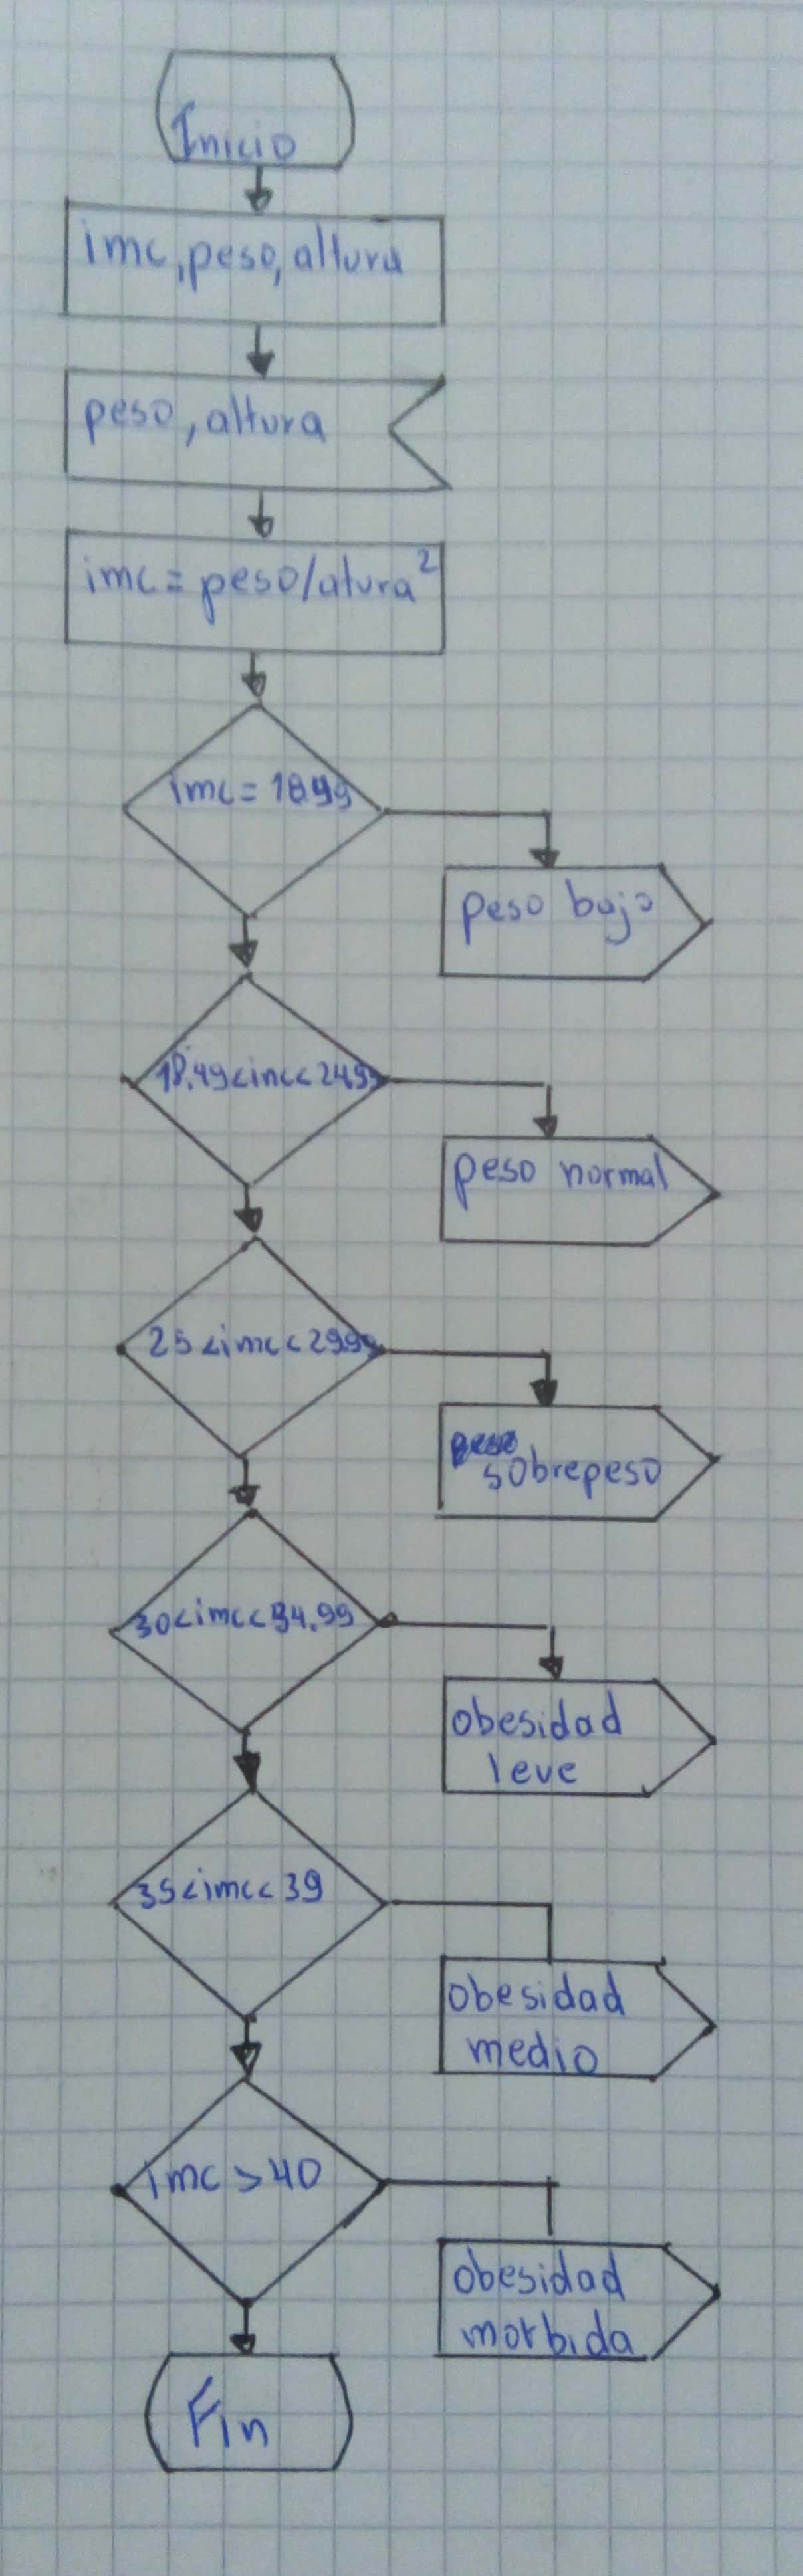 Inicio
imc, peso, altura
peso, altura
imc = peso/atura²
imc = 18.99
peso bajo
18.49<imc<24.99
peso normal
25<imc<29.99
peso
sobrepeso
30<imc<34.99
obesidad
leve
35<imc<39
obesidad
medio
imc > 40
obesidad
morbida
Fin